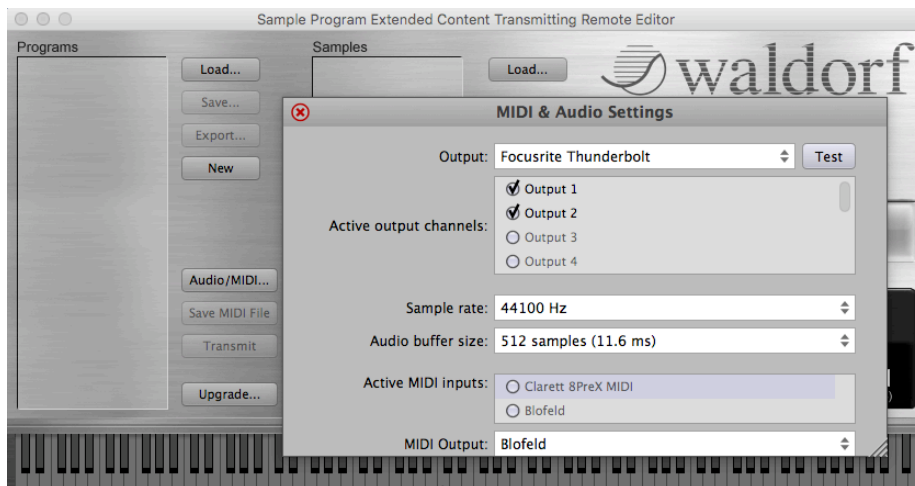 Sample Program Extended Content Transmitting Remote Editor
Programs
Samples
Load...
Load...
waldorf
Save...
Export...
New
Audio/MIDI...
Save MIDI File
Transmit
Upgrade...
MIDI & Audio Settings
Output: Focusrite Thunderbolt Test
Active output channels:
Output 1
Output 2
Output 3
Output 4
Sample rate: 44100 Hz
Audio buffer size: 512 samples (11.6 ms)
Active MIDI inputs:
Clarett 8PreX MIDI
Blofeld
MIDI Output: Blofeld